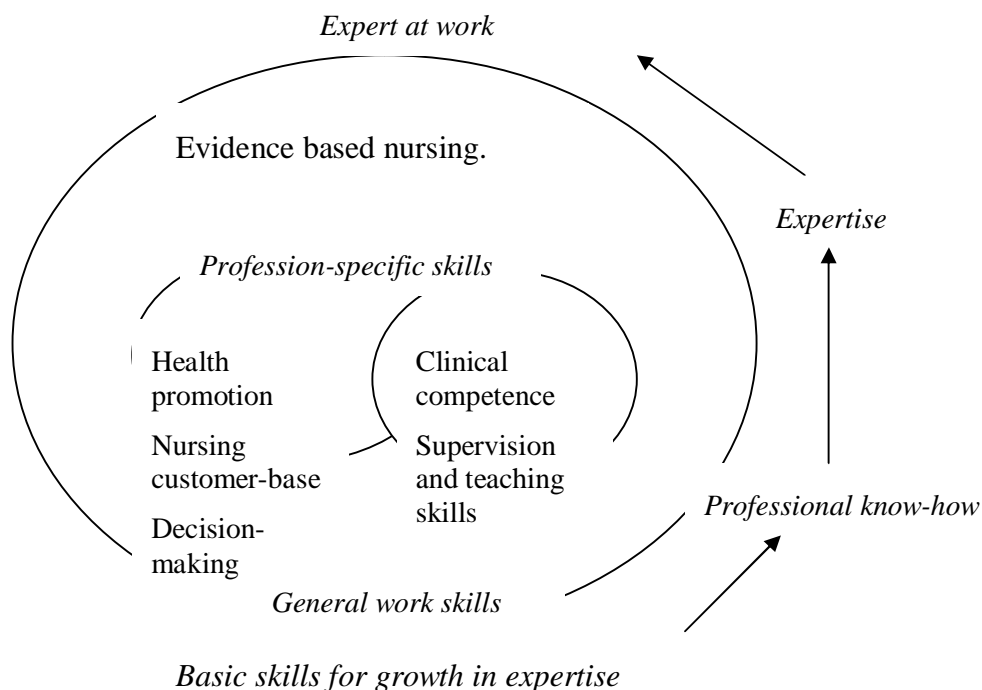 Expert at work
Evidence based nursing.
Expertise
Profession-specific skills
Health
promotion
Nursing
customer-base
Decision-
making
Clinical
competence
Supervision
and teaching
skills
Professional know-how
General work skills
Basic skills for growth in expertise